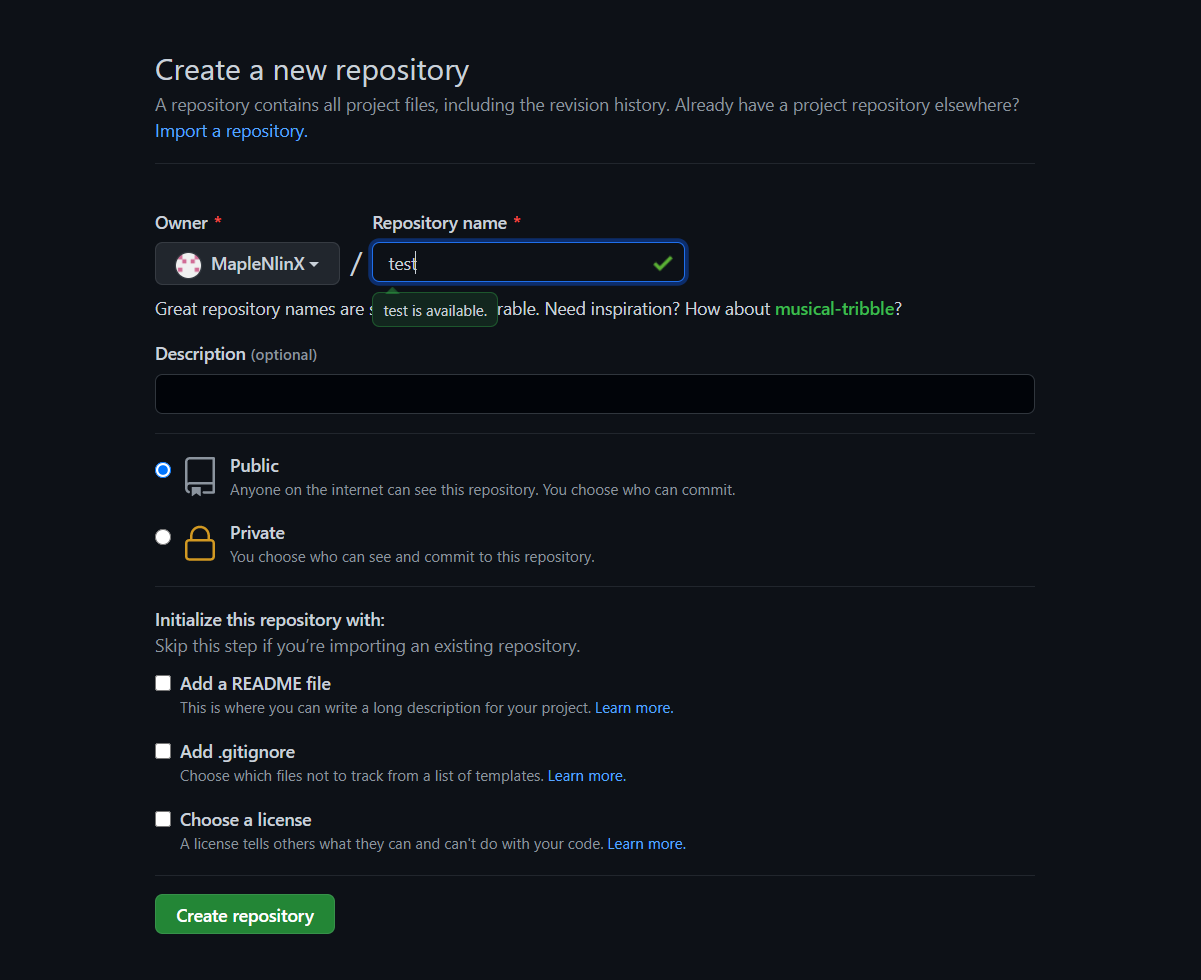 Create a new repository
A repository contains all project files, including the revision history. Already have a project repository elsewhere?
Import a repository.
Owner *
Repository name *
MapleNlinX
/
test
Great repository names are
test is available.
rable. Need inspiration? How about musical-tribble?
Description (optional)
Public
Anyone on the internet can see this repository. You choose who can commit.
Private
You choose who can see and commit to this repository.
Initialize this repository with:
Skip this step if you’re importing an existing repository.
Add a README file
This is where you can write a long description for your project. Learn more.
Add .gitignore
Choose which files not to track from a list of templates. Learn more.
Choose a license
A license tells others what they can and can't do with your code. Learn more.
Create repository